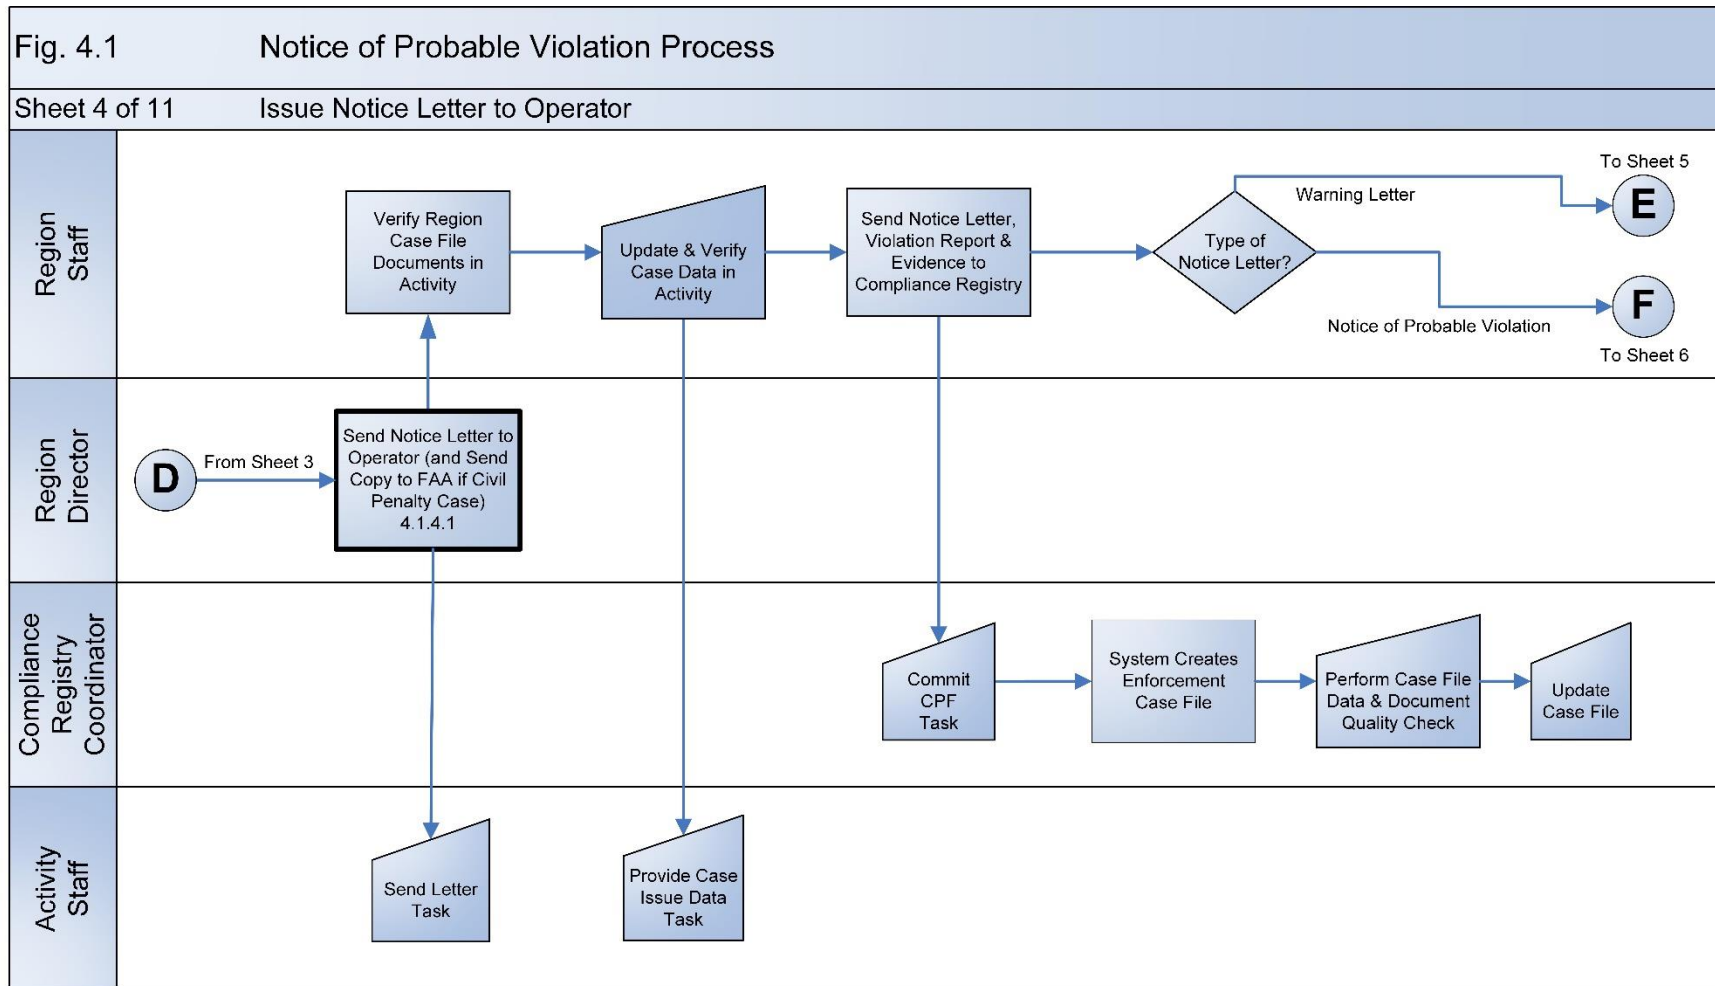 Fig. 4.1 Notice of Probable Violation Process
Sheet 4 of 11 Issue Notice Letter to Operator
Region
Staff
Verify Region
Case File
Documents in
Activity
Update & Verify
Case Data in
Activity
Send Notice Letter,
Violation Report &
Evidence to
Compliance Registry
Type of
Notice Letter?
Warning Letter
To Sheet 5
E
Notice of Probable Violation
F
To Sheet 6
Region
Director
D
From Sheet 3
Send Notice Letter to
Operator (and Send
Copy to FAA if Civil
Penalty Case)
4.1.4.1
Compliance
Registry
Coordinator
Commit
CPF
Task
System Creates
Enforcement
Case File
Perform Case File
Data & Document
Quality Check
Update
Case File
Activity
Staff
Send Letter
Task
Provide Case
Issue Data
Task